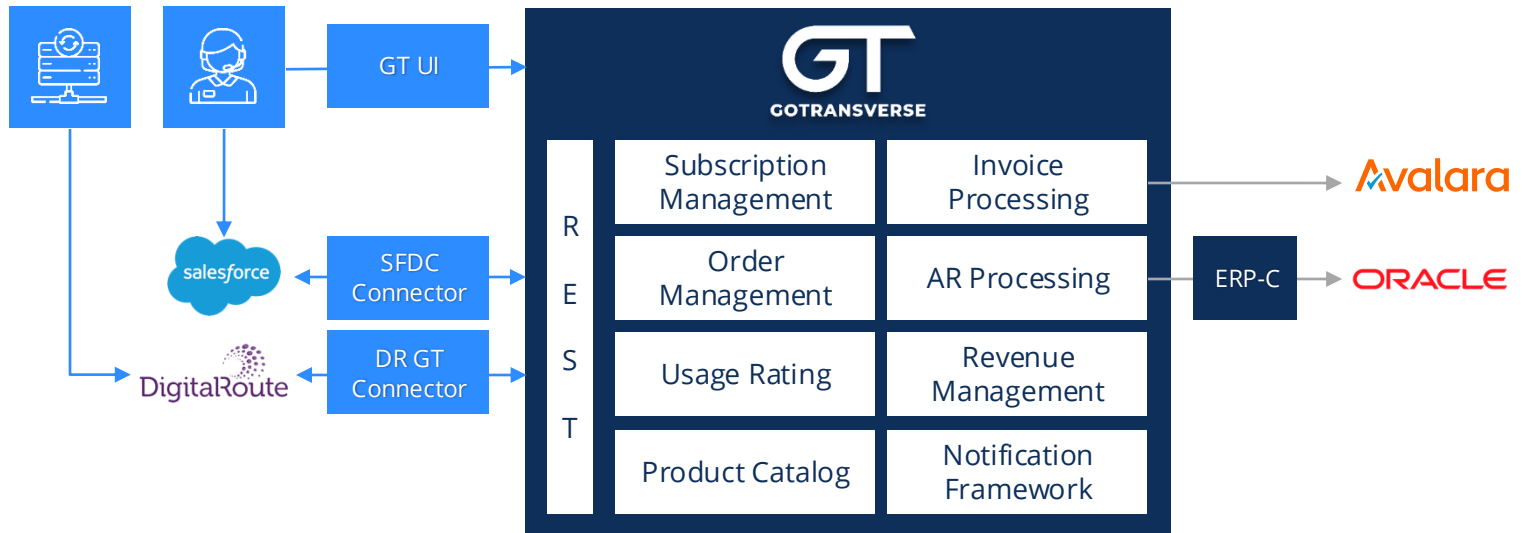 GT UI
GT
GOTRANSVERSE
R
E
S
T
Subscription
Management
Invoice
Processing
Avalara
salesforce
SFDC
Connector
Order
Management
AR Processing
ERP-C
ORACLE
DigitalRoute
DR GT
Connector
Usage Rating
Revenue
Management
Product Catalog
Notification
Framework